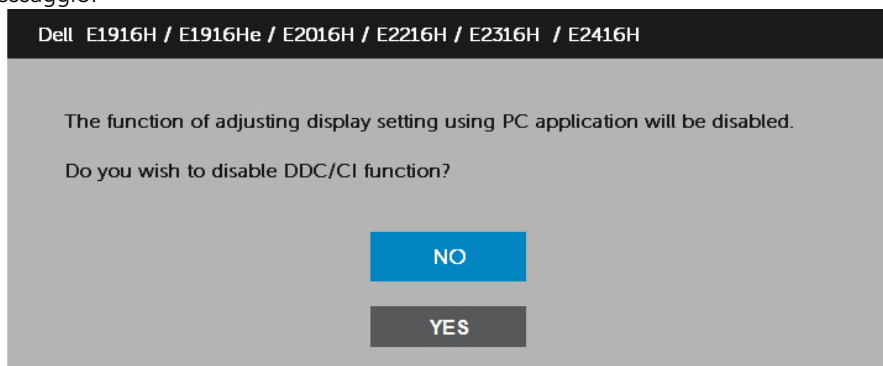 Dell E1916H / E1916He / E2016H / E2216H / E2316H / E2416H
The function of adjusting display setting using PC application will be disabled.
Do you wish to disable DDC/CI function?
NO
YES